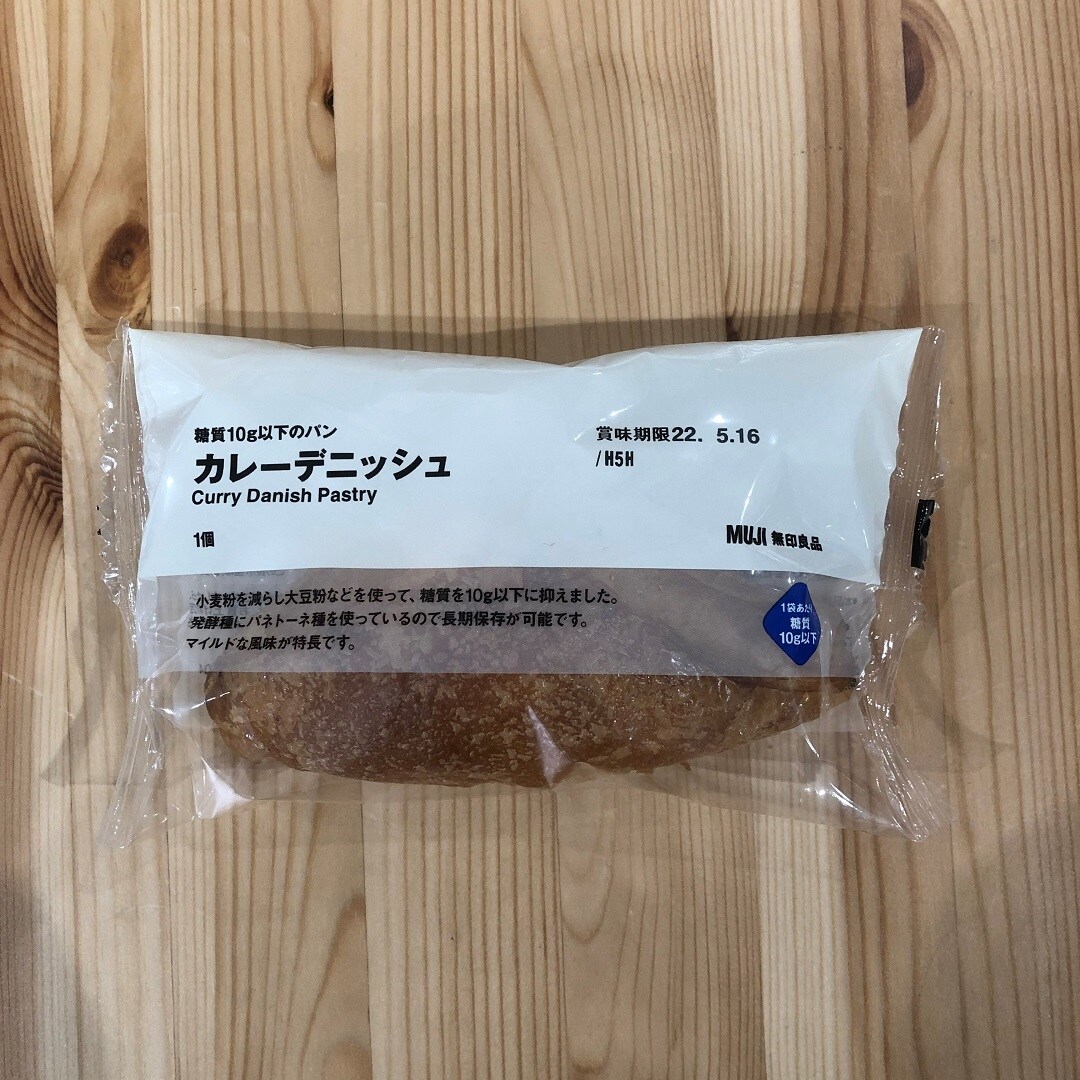 糖質10g以下のパン
カレーデニッシュ
Curry Danish Pastry
1個
賞味期限22. 5.16
/H5H
MUJI 無印良品
小麦粉を減らし大豆粉などを使って、糖質を10g以下に抑えました。
発酵種にパネトーネ種を使っているので長期保存が可能です。
マイルドな風味が特長です。
1袋あたり
糖質
10g以下